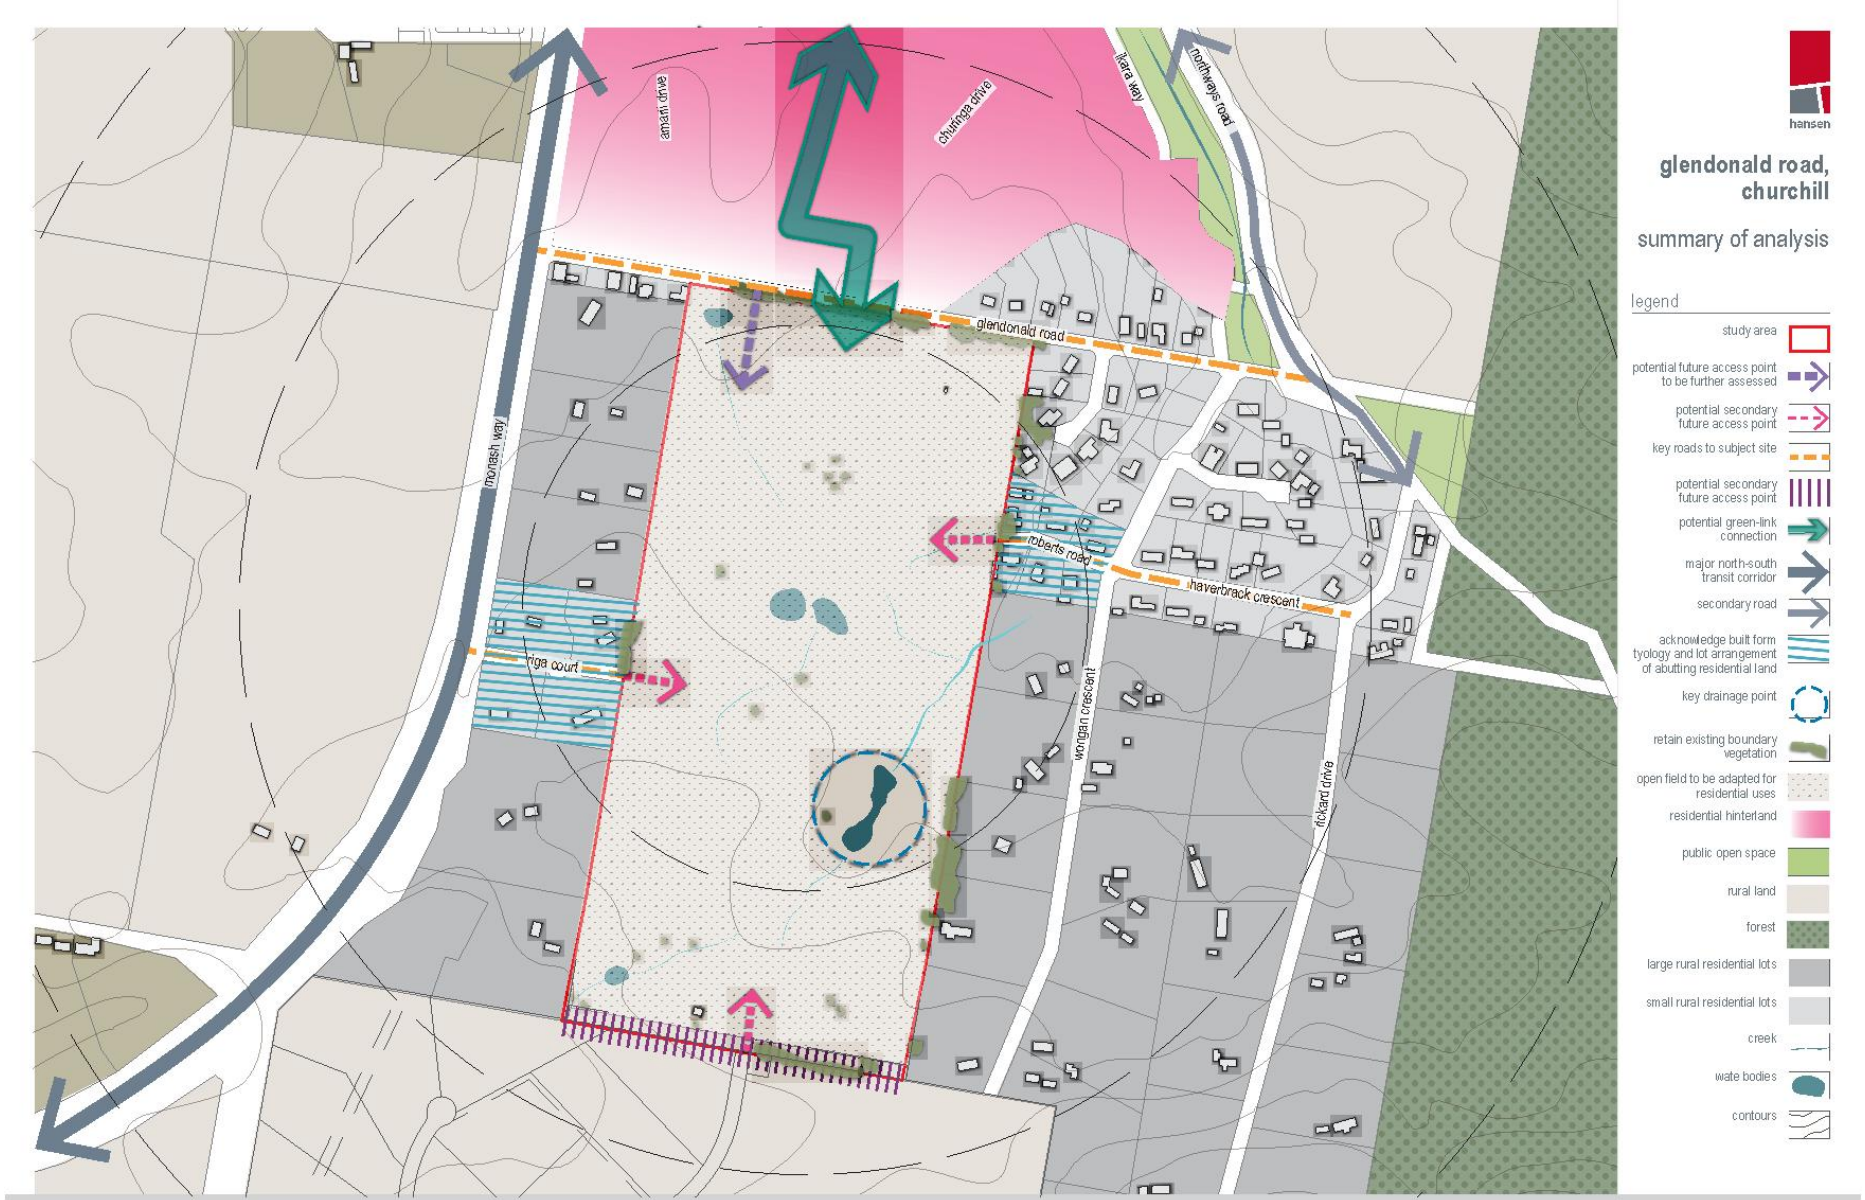 amarri drive
churinga drive
ikara way
northways road
glendonald road
monash way
roberts road
haverbrack crescent
riga court
wongan crescent
rickard drive
hansen
glendonald road,
churchill
summary of analysis
legend
study area
potential future access point
to be further assessed
potential secondary
future access point
key roads to subject site
potential secondary
future access point
potential green-link
connection
major north-south
transit corridor
secondary road
acknowledge built form
tyology and lot arrangement
of abutting residential land
key drainage point
retain existing boundary
vegetation
open field to be adapted for
residential uses
residential hinterland
public open space
rural land
forest
large rural residential lots
small rural residential lots
creek
wate bodies
contours